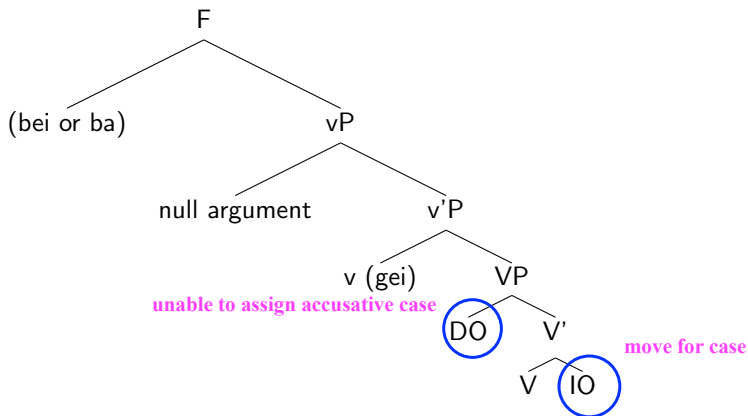 F
(bei or ba) vP
null argument v'P
v (gei) VP
unable to assign accusative case
DO V'
move for case
V IO